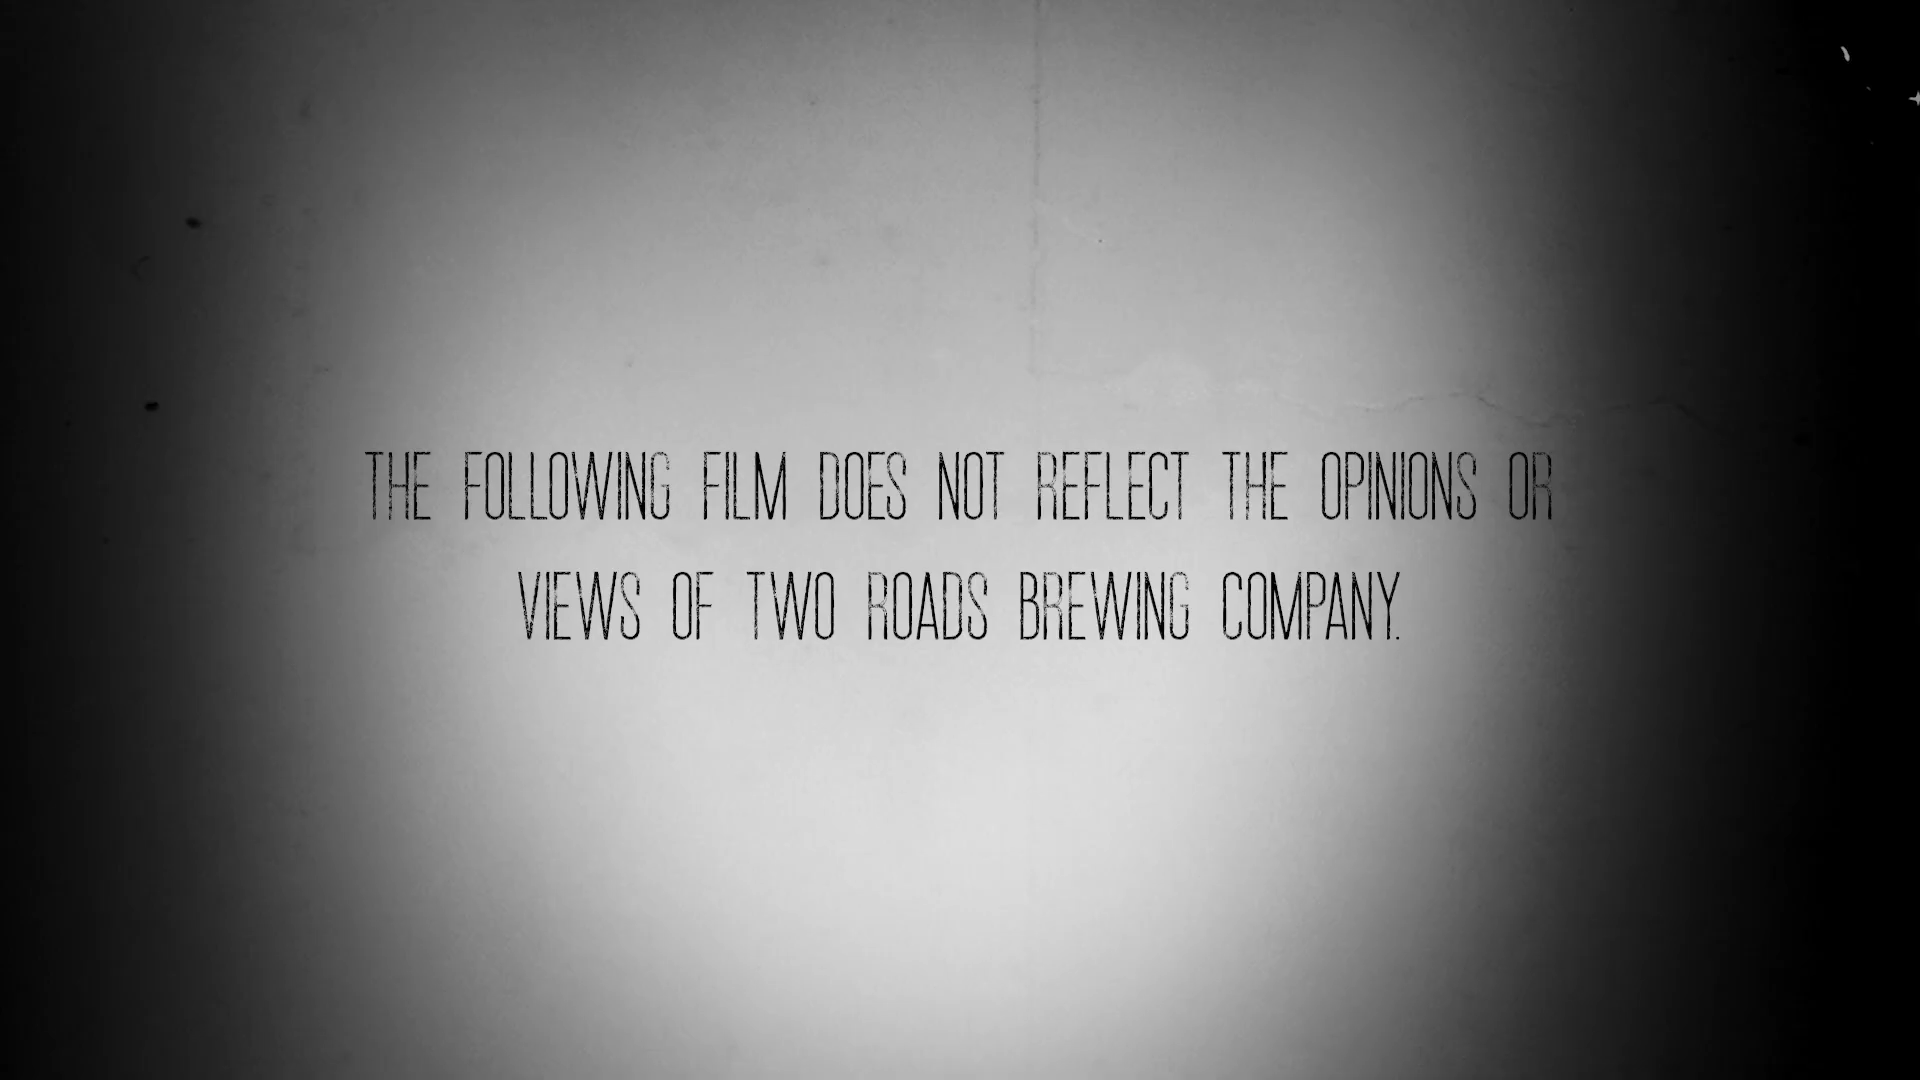 THE FOLLOWING FILM DOES NOT REFLECT THE OPINIONS OR
VIEWS OF TWO ROADS BREWING COMPANY.